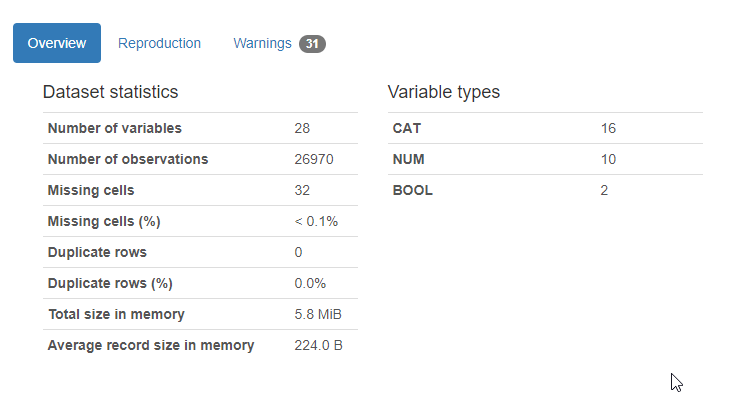 Overview Reproduction Warnings 31
Dataset statistics
Number of variables 28
Number of observations 26970
Missing cells 32
Missing cells (%) < 0.1%
Duplicate rows 0
Duplicate rows (%) 0.0%
Total size in memory 5.8 MiB
Average record size in memory 224.0 B
Variable types
CAT 16
NUM 10
BOOL 2